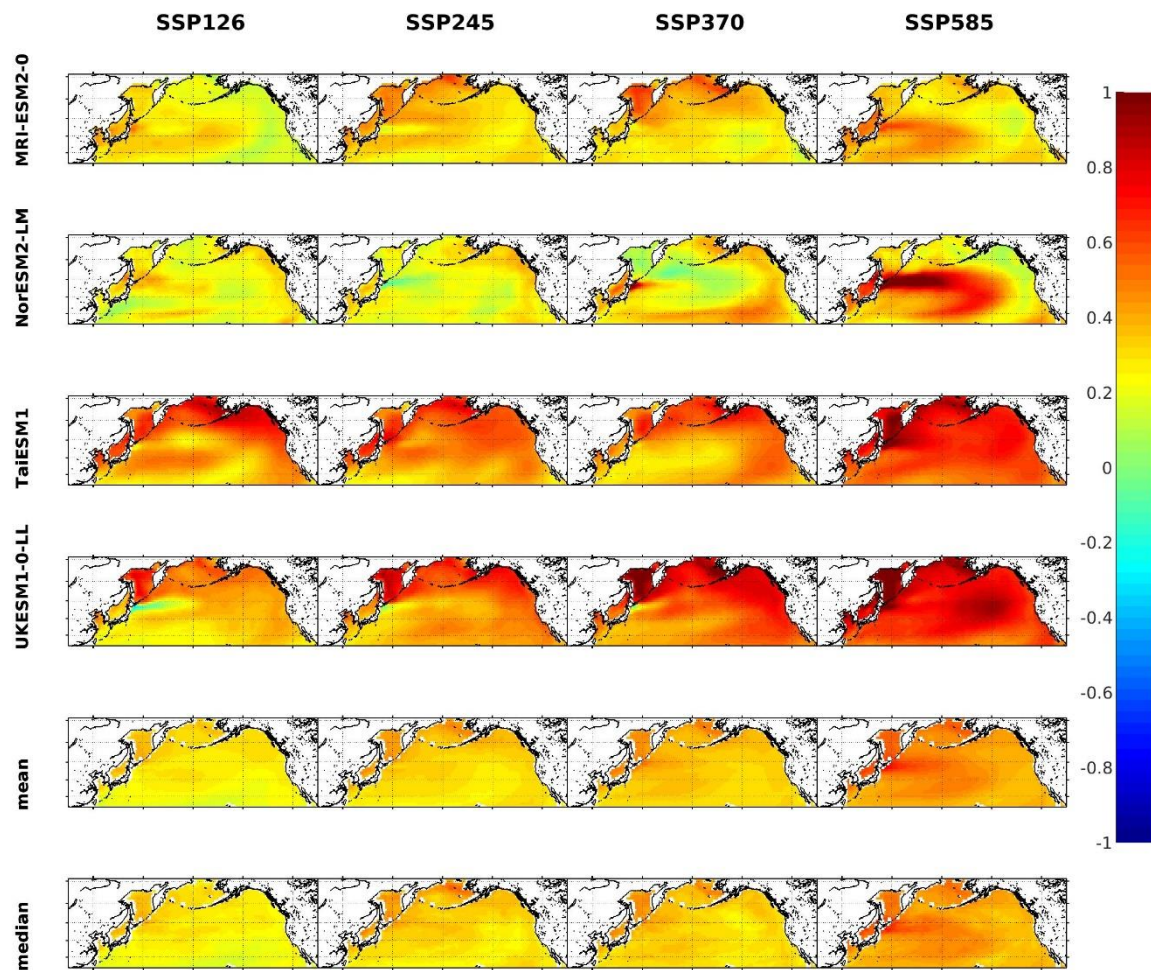 SSP126 SSP245 SSP370 SSP585
MRI-ESM2-0
NorESM2-LM
TaiESM1
UKESM1-0-LL
mean
median
1
0.8
0.6
0.4
0.2
0
-0.2
-0.4
-0.6
-0.8
-1